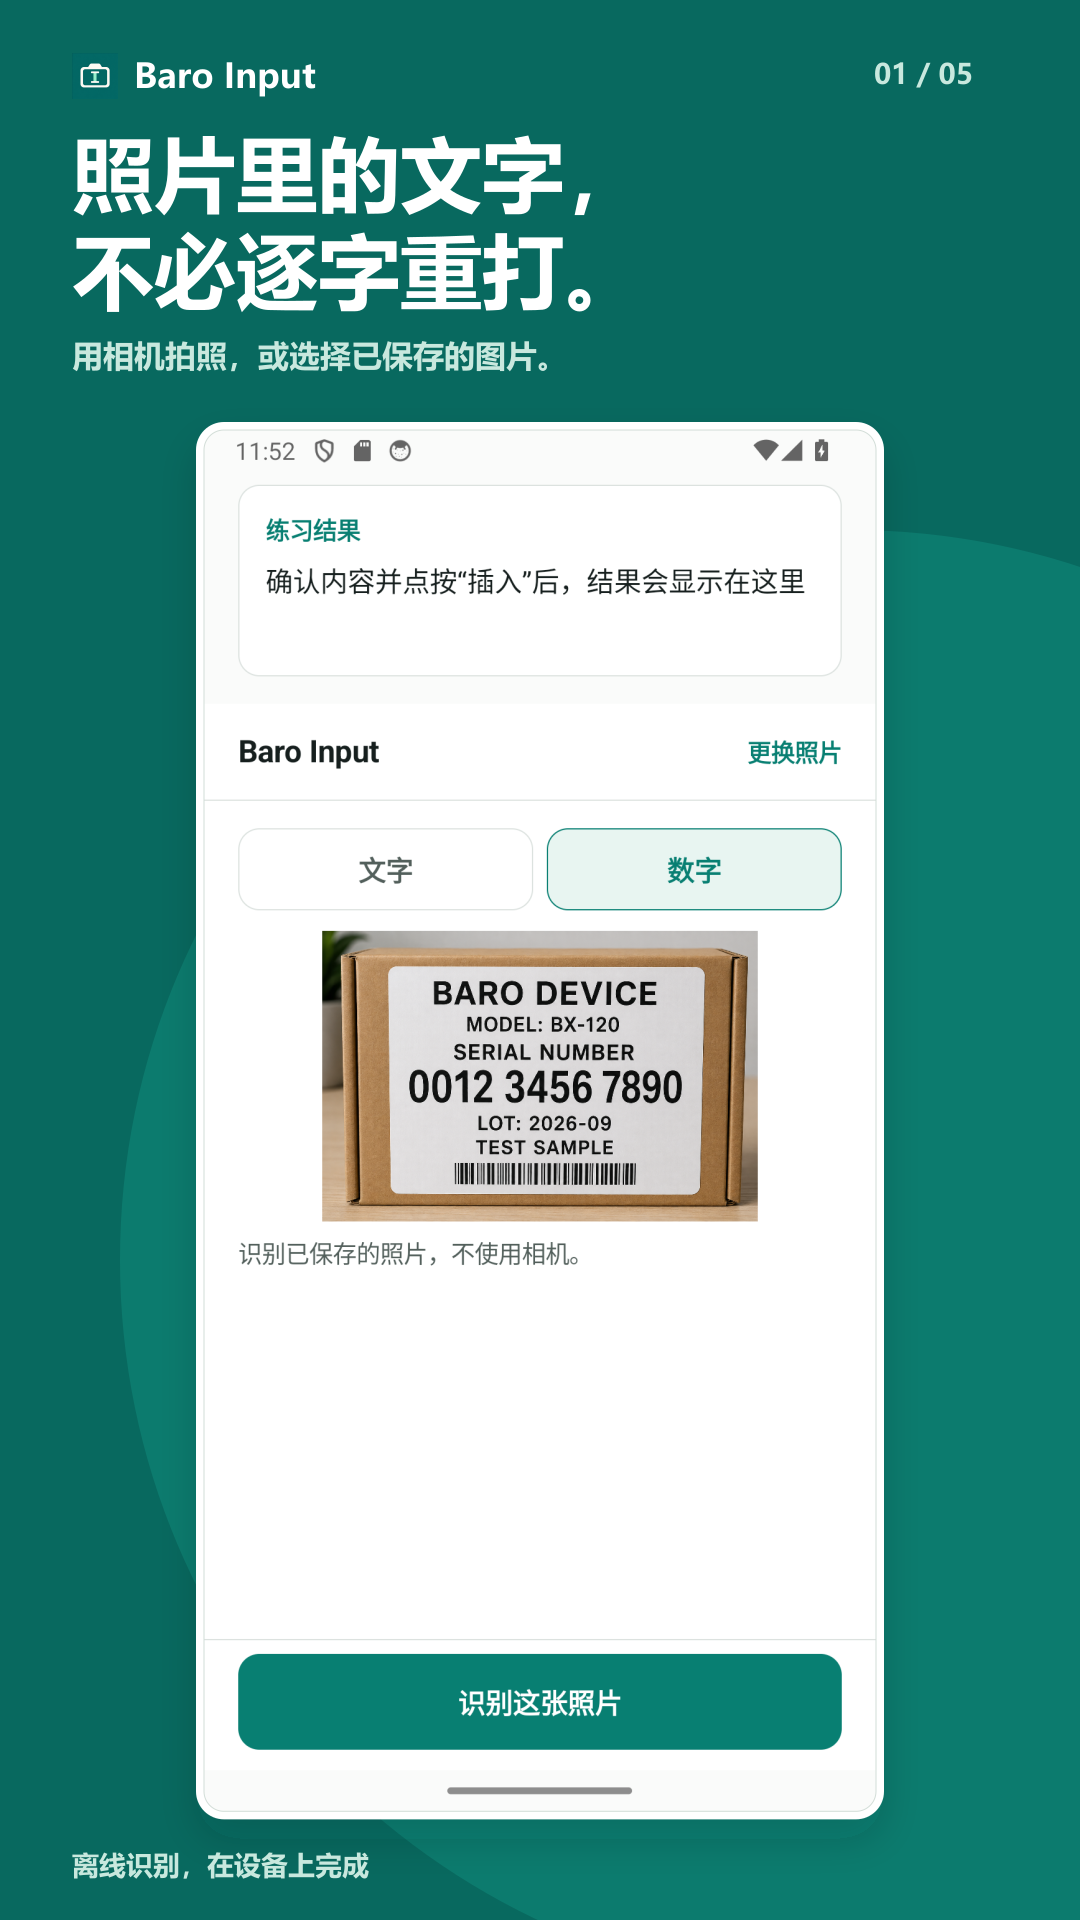 Baro Input
01 / 05
照片里的文字，
不必逐字重打。
用相机拍照，或选择已保存的图片。
11:52
练习结果
确认内容并点按“插入”后，结果会显示在这里
Baro Input
更换照片
文字
数字
BARO DEVICE
MODEL: BX-120
SERIAL NUMBER
0012 3456 7890
LOT: 2026-09
TEST SAMPLE
识别已保存的照片，不使用相机。
识别这张照片
离线识别，在设备上完成